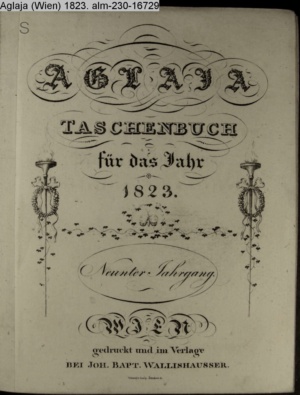 Aglaja (Wien) 1823. alm-230-16729
S
AGLAJA
TASCHENBUCH
für das Jahr
1823.
Neunter Jahrgang.
WIEN
gedruckt und im Verlage
BEI JOH. BAPT. WALLISHAUSSER.